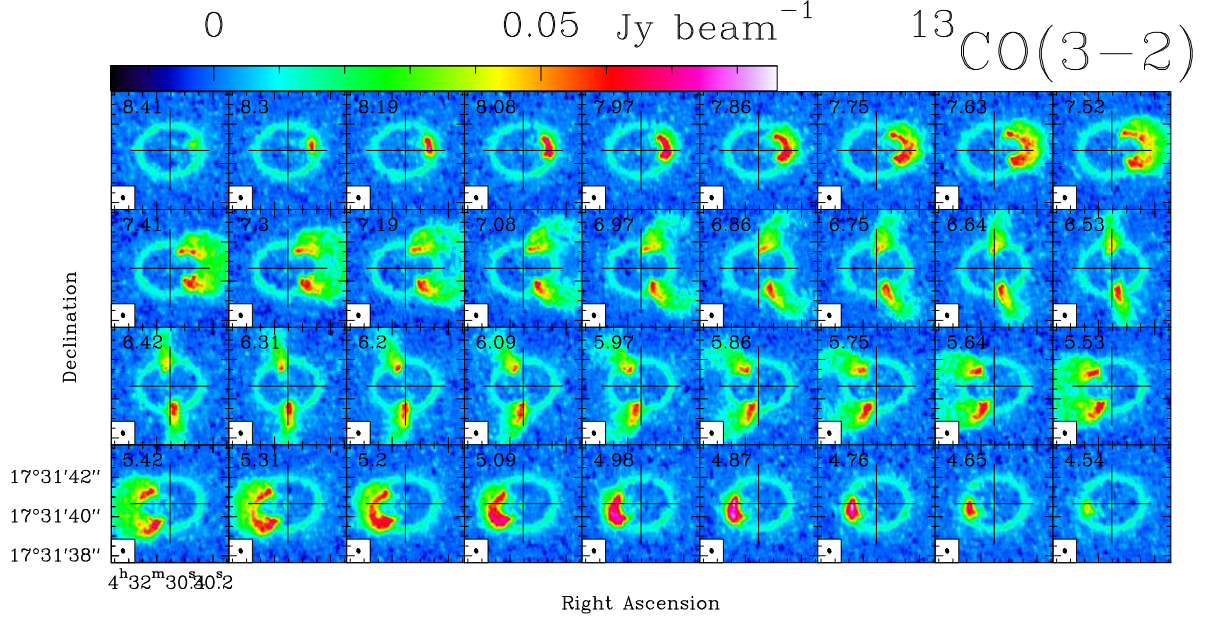 0 0.05 Jy beam⁻¹ ¹³CO(3−2)
8.41 8.3 8.19 8.08 7.97 7.86 7.75 7.63 7.52
7.41 7.3 7.19 7.08 6.97 6.86 6.75 6.64 6.53
Declination
6.42 6.31 6.2 6.09 5.97 5.86 5.75 5.64 5.53
5.42 5.31 5.2 5.09 4.98 4.87 4.76 4.65 4.54
17°31'42''
17°31'40''
17°31'38''
4ʰ32ᵐ30ˢ.4 30ˢ.2
Right Ascension